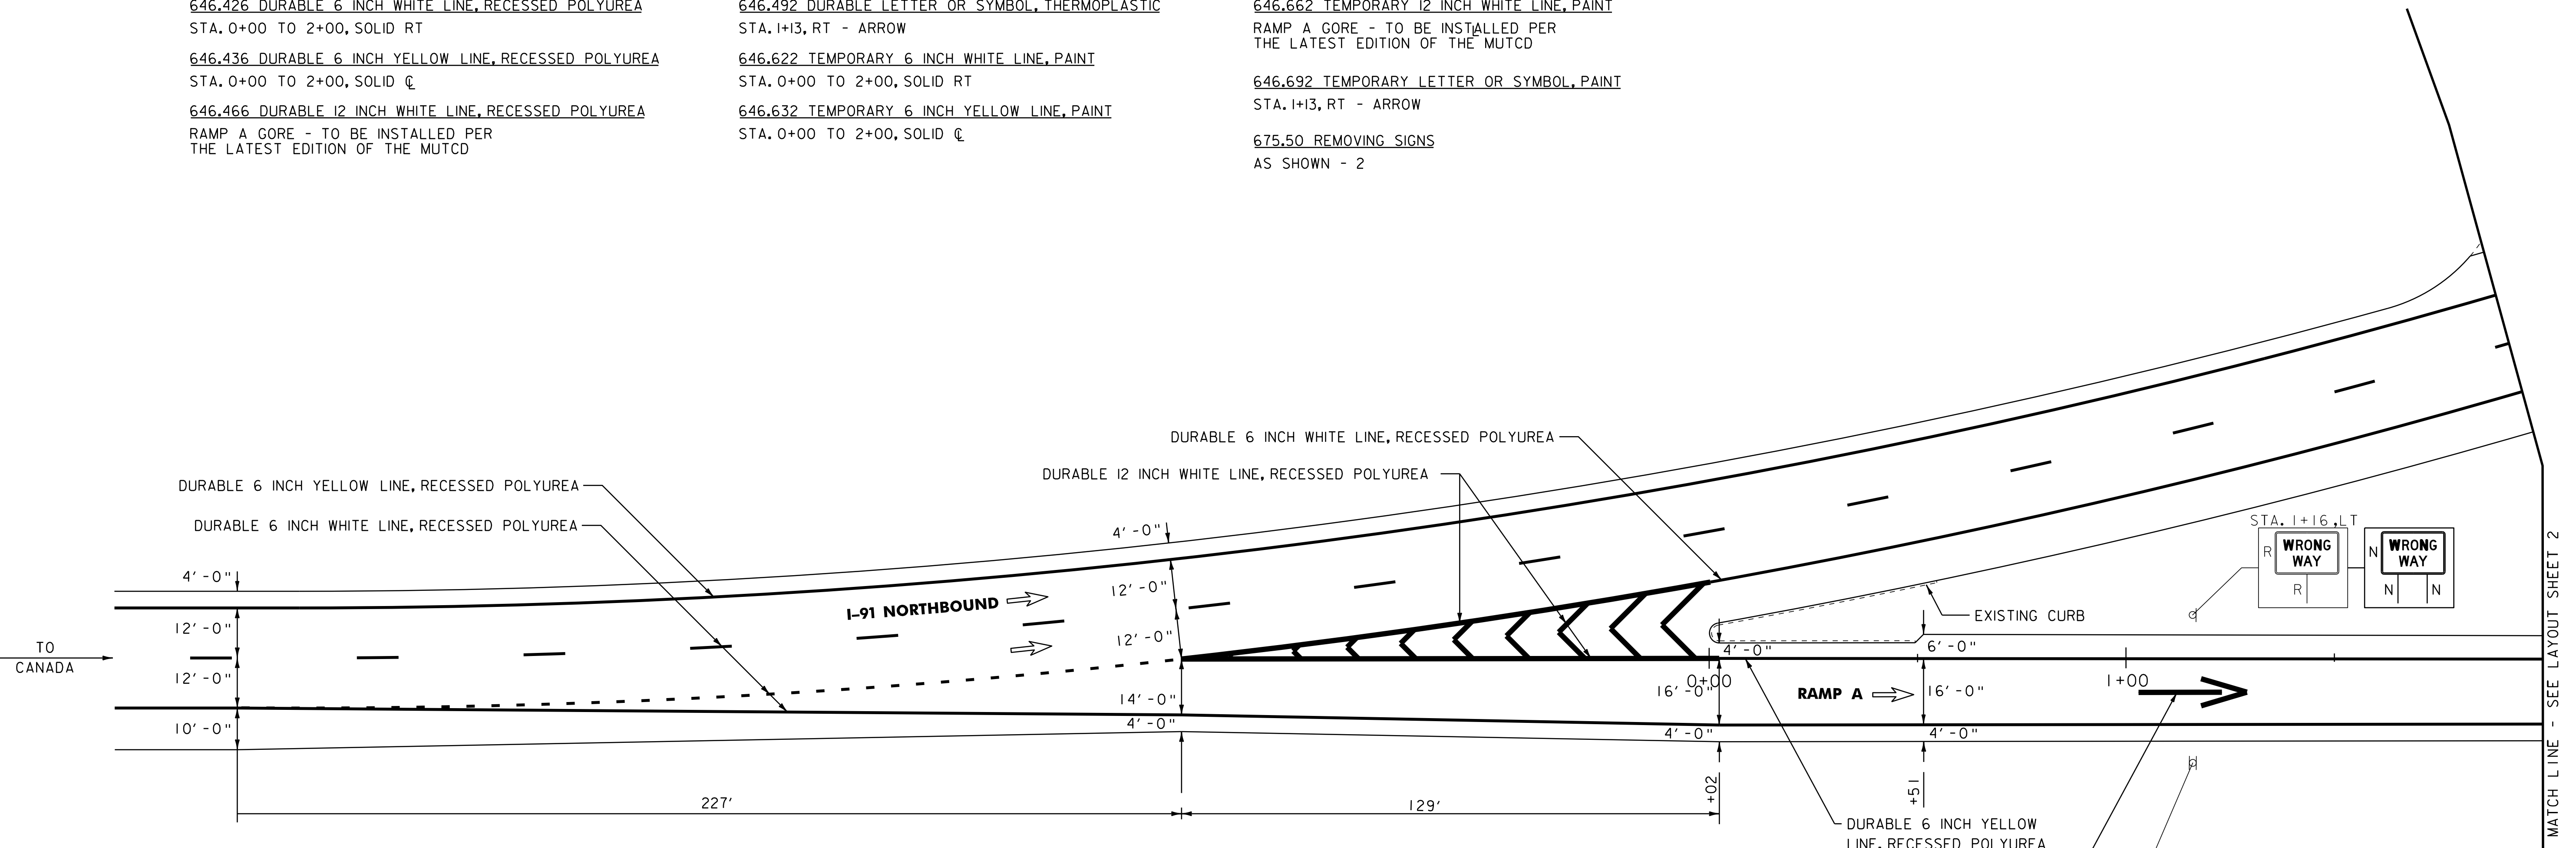 646.426 DURABLE 6 INCH WHITE LINE, RECESSED POLYUREA
STA. 0+00 TO 2+00, SOLID RT
646.436 DURABLE 6 INCH YELLOW LINE, RECESSED POLYUREA
STA. 0+00 TO 2+00, SOLID ℄
646.466 DURABLE 12 INCH WHITE LINE, RECESSED POLYUREA
RAMP A GORE - TO BE INSTALLED PER
THE LATEST EDITION OF THE MUTCD
646.492 DURABLE LETTER OR SYMBOL, THERMOPLASTIC
STA. 1+13, RT - ARROW
646.622 TEMPORARY 6 INCH WHITE LINE, PAINT
STA. 0+00 TO 2+00, SOLID RT
646.632 TEMPORARY 6 INCH YELLOW LINE, PAINT
STA. 0+00 TO 2+00, SOLID ℄
646.662 TEMPORARY 12 INCH WHITE LINE, PAINT
RAMP A GORE - TO BE INSTALLED PER
THE LATEST EDITION OF THE MUTCD
646.692 TEMPORARY LETTER OR SYMBOL, PAINT
STA. 1+13, RT - ARROW
675.50 REMOVING SIGNS
AS SHOWN - 2
DURABLE 6 INCH WHITE LINE, RECESSED POLYUREA
DURABLE 12 INCH WHITE LINE, RECESSED POLYUREA
DURABLE 6 INCH YELLOW LINE, RECESSED POLYUREA
DURABLE 6 INCH WHITE LINE, RECESSED POLYUREA
4'-0"
12'-0"
12'-0"
10'-0"
TO
CANADA
I-91 NORTHBOUND
4'-0"
12'-0"
12'-0"
14'-0"
4'-0"
STA. 1+16, LT
R
WRONG
WAY
R
N
WRONG
WAY
N
N
EXISTING CURB
4'-0"
6'-0"
0+00
16'-0"
RAMP A
16'-0"
1+00
4'-0"
4'-0"
+02
+51
227'
129'
DURABLE 6 INCH YELLOW
LINE, RECESSED POLYUREA
MATCH LINE - SEE LAYOUT SHEET 2